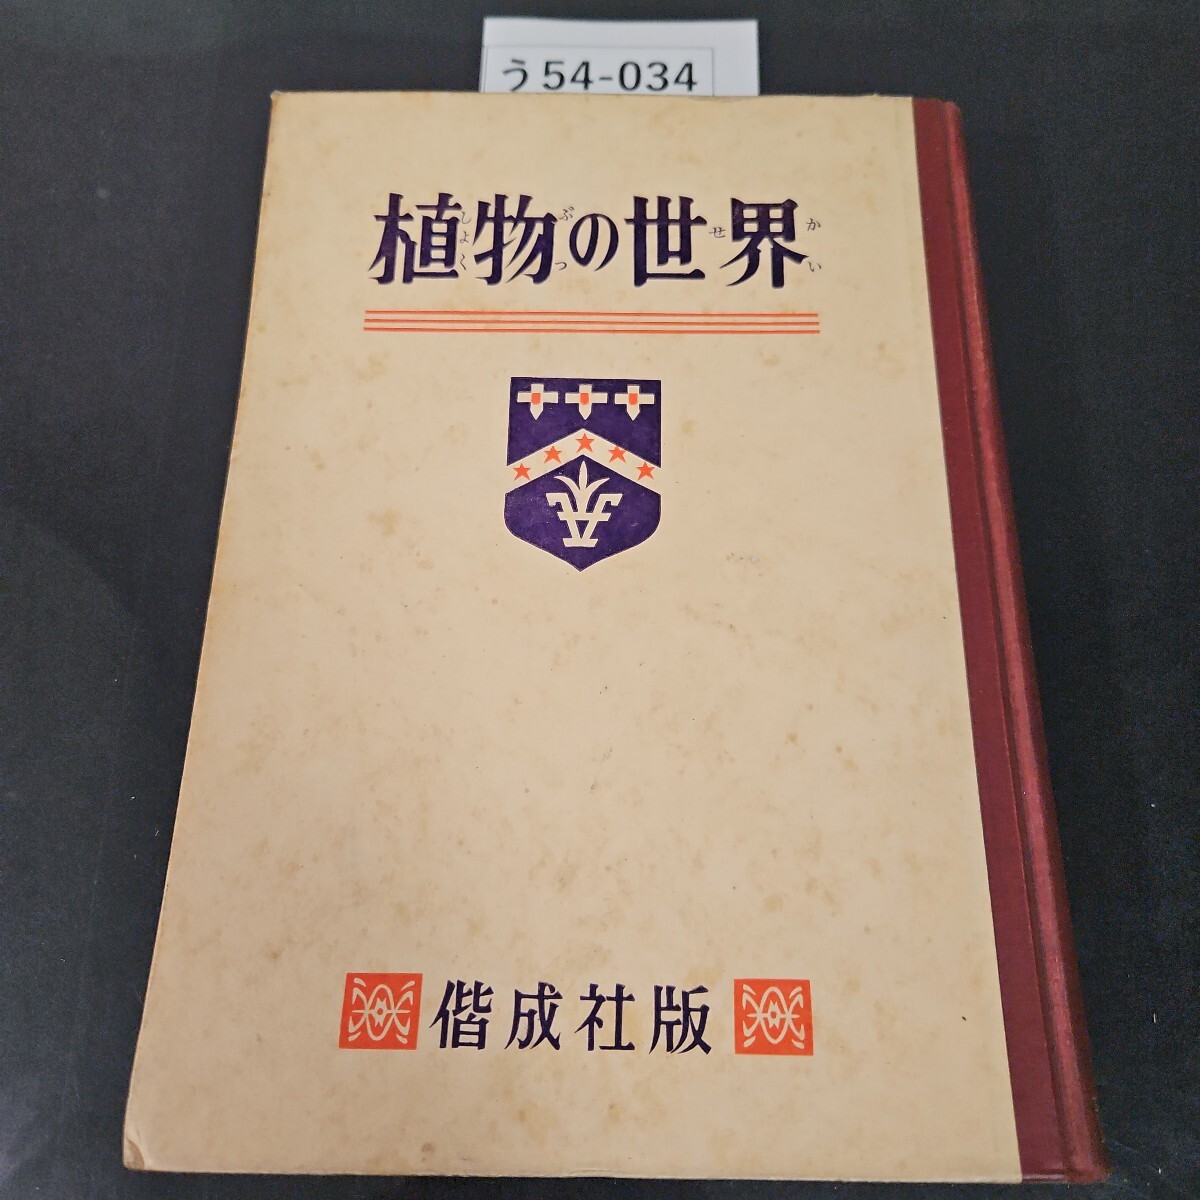 う54-034
植物の世界
しょく ぶつ せ かい
偕成社版